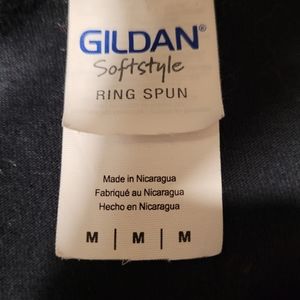 GILDAN®
Softstyle
RING SPUN
Made in Nicaragua
Fabriqué au Nicaragua
Hecho en Nicaragua
M | M | M